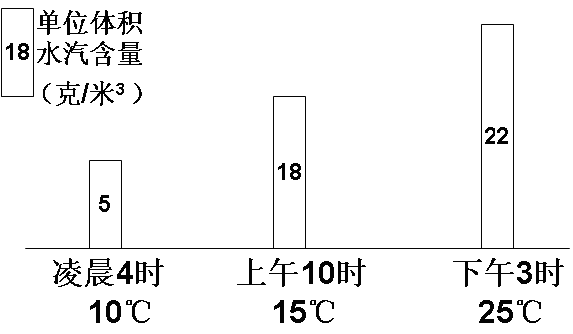 18
单位体积
水汽含量
（克/米³）
5
18
22
凌晨4时
上午10时
下午3时
10℃
15℃
25℃